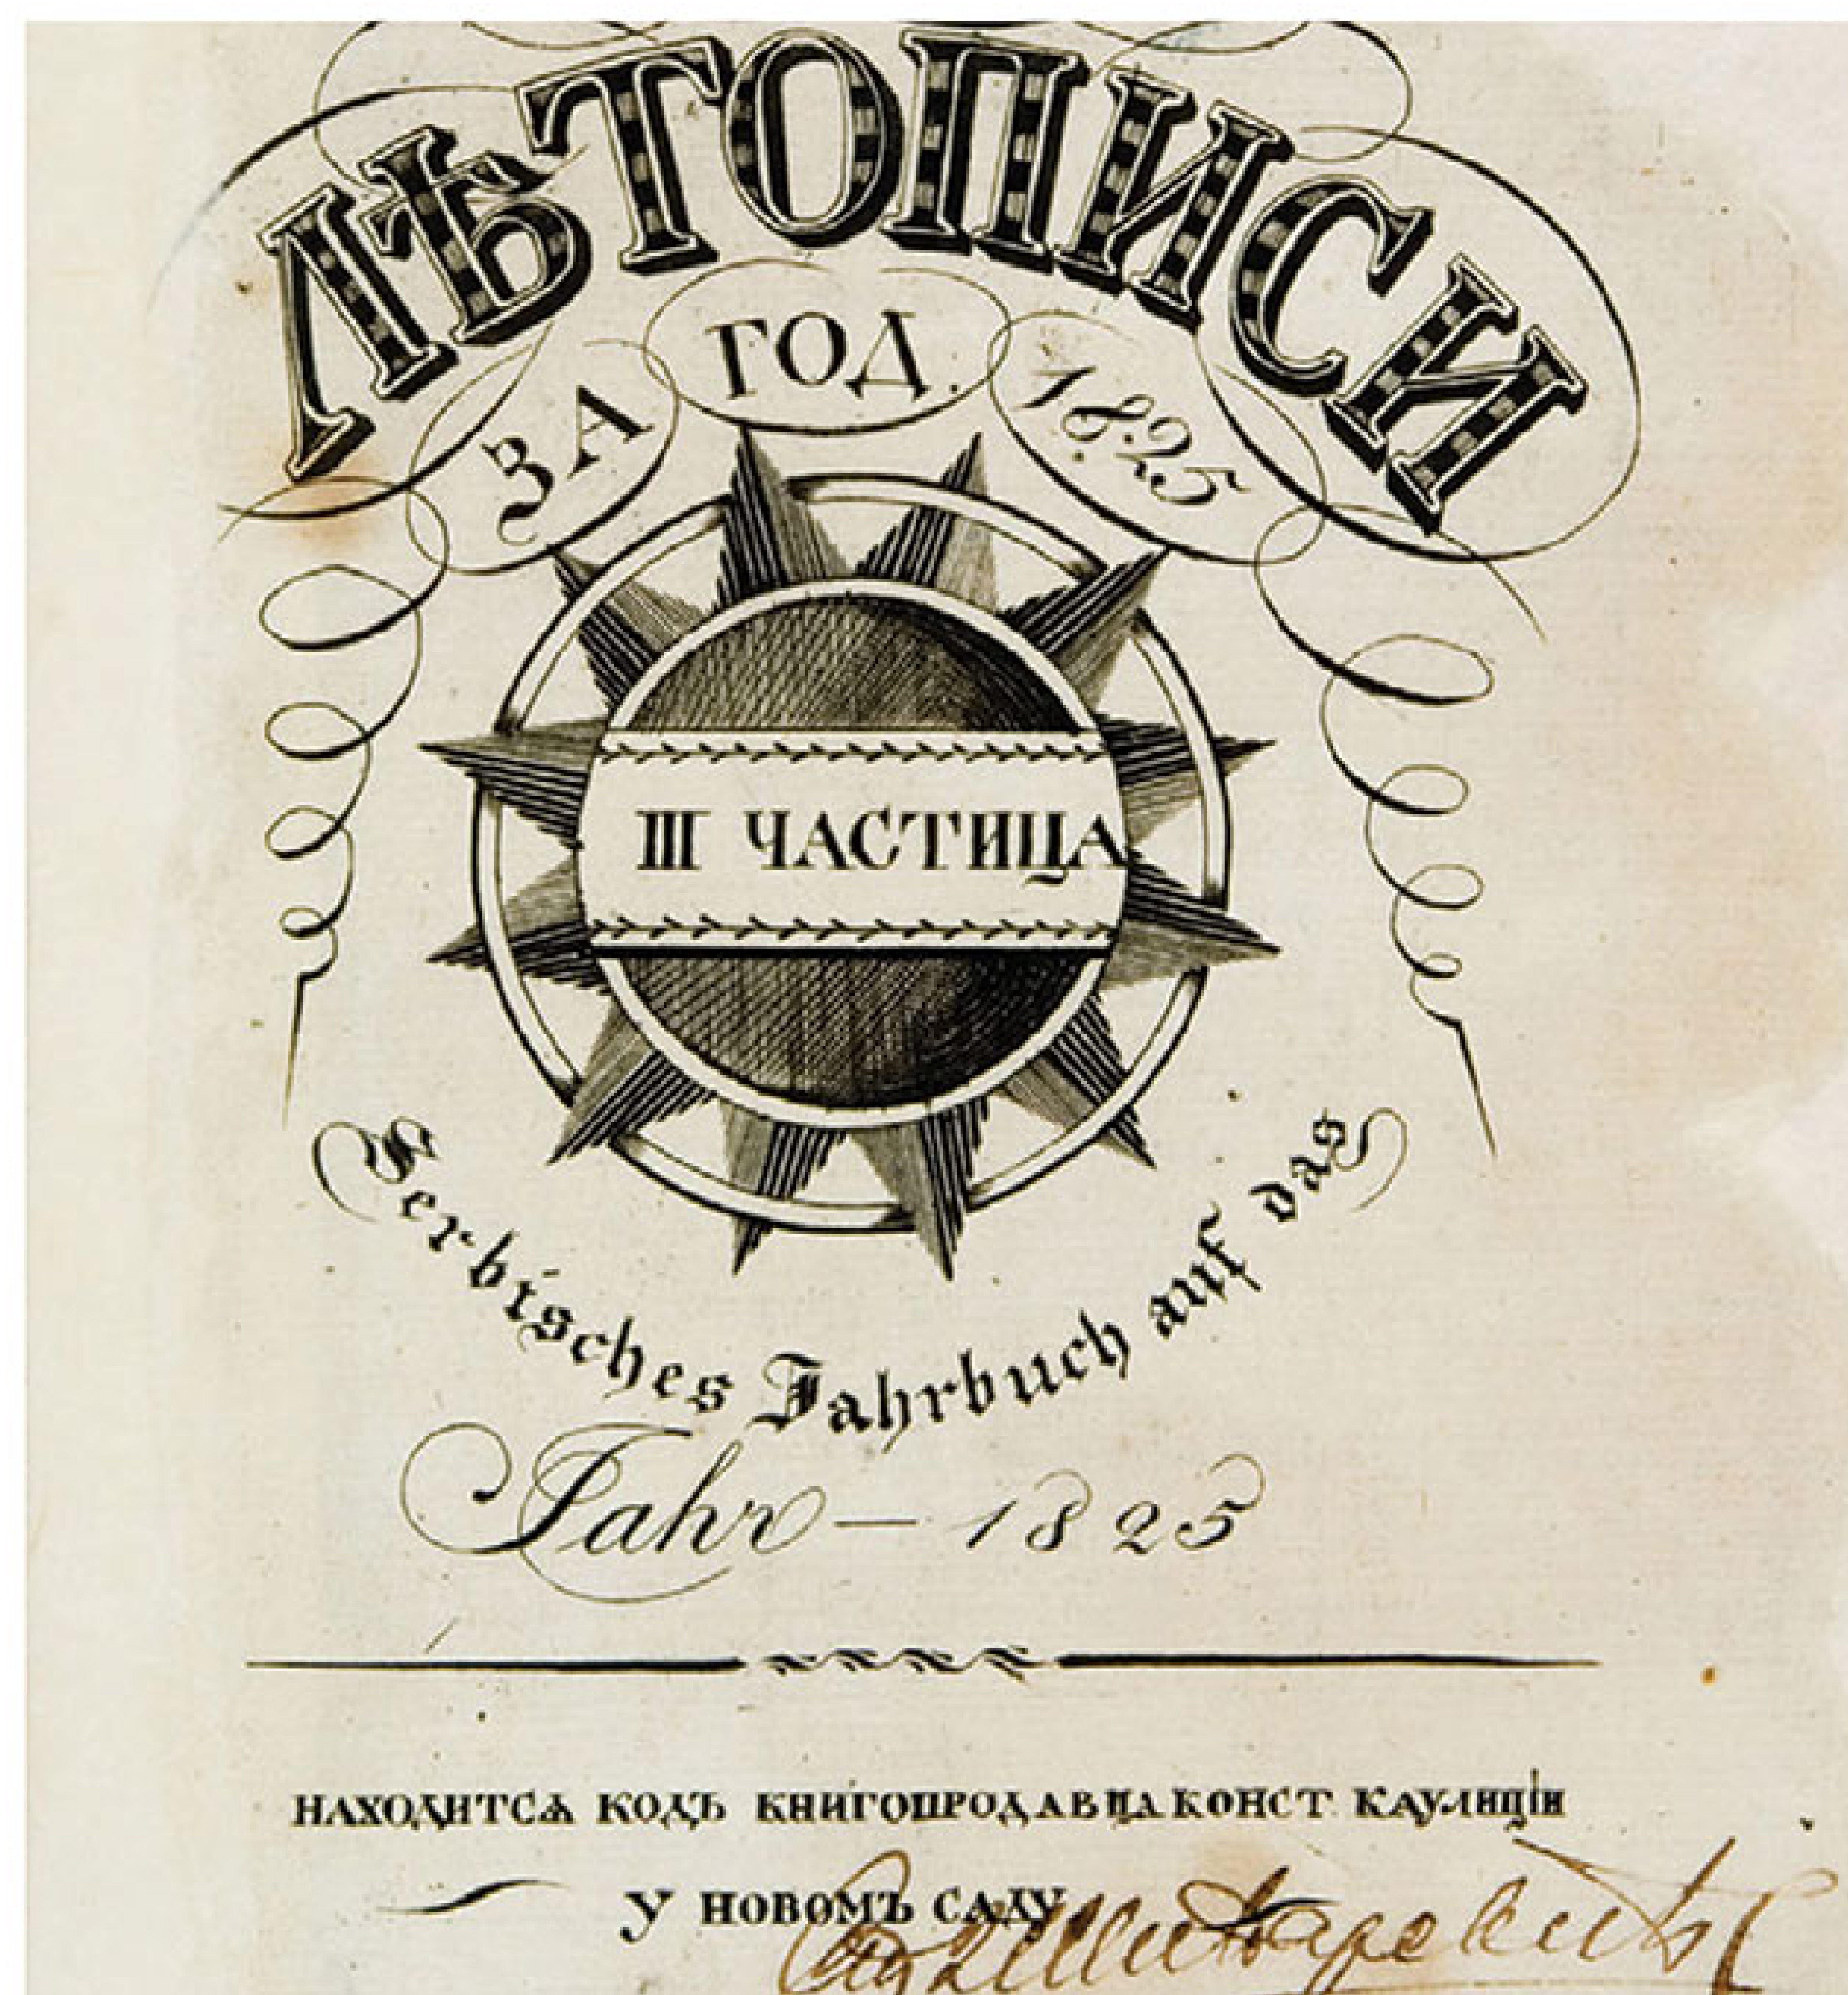 ЛѢТОПИСИ
ЗА ГОД. 1825
III ЧАСТИЦА
Serbisches Jahrbuch auf das
Jahr — 1825
НАХОДИТСѦ КОДЪ КНИГОПРОДАВЦА КОНСТ КАУЛИЦІИ
У НОВОМЪ САДУ